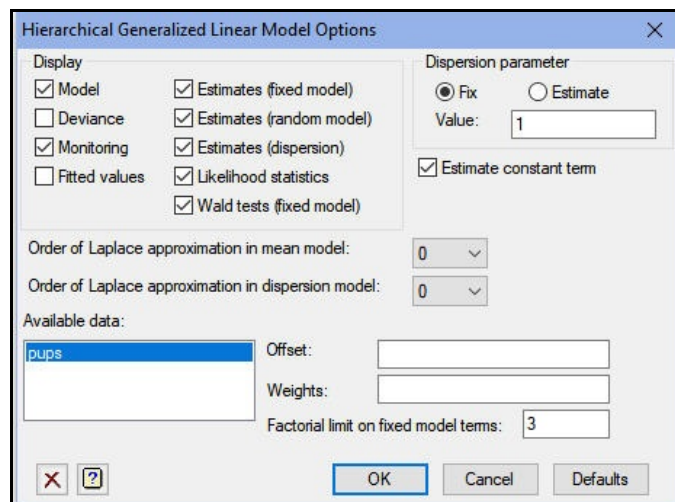 Hierarchical Generalized Linear Model Options
Display
Model
Deviance
Monitoring
Fitted values
Estimates (fixed model)
Estimates (random model)
Estimates (dispersion)
Likelihood statistics
Wald tests (fixed model)
Dispersion parameter
Fix
Estimate
Value: 1
Estimate constant term
Order of Laplace approximation in mean model: 0
Order of Laplace approximation in dispersion model: 0
Available data:
pups
Offset:
Weights:
Factorial limit on fixed model terms: 3
OK
Cancel
Defaults